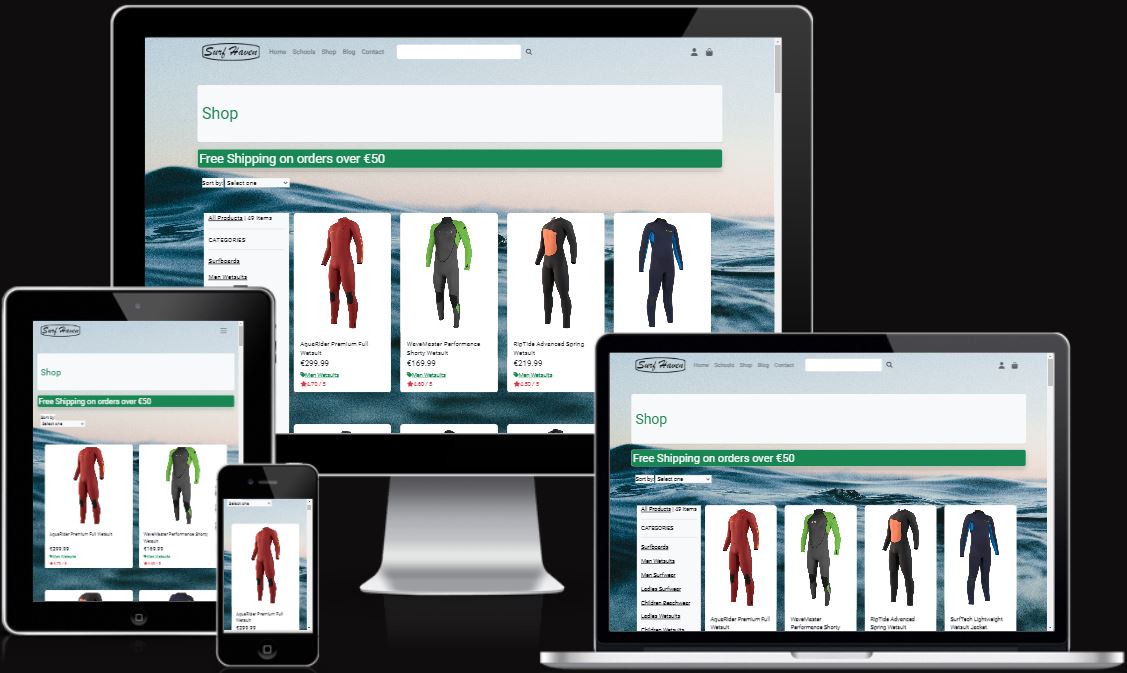 Surf Haven
Home Schools Shop Blog Contact
Shop
Free Shipping on orders over €50
Sort by: Select one
All Products | 49 items
CATEGORIES
Surfboards
Men Wetsuits
AquaRider Premium Full Wetsuit
€299.99
Men Wetsuits
4.70 / 5
WaveMaster Performance Shorty Wetsuit
€169.99
Men Wetsuits
4.60 / 5
RipTide Advanced Spring Wetsuit
€219.99
Men Wetsuits
4.50 / 5
Surf Haven
Shop
Free Shipping on orders over €50
Sort by:
Select one
AquaRider Premium Full Wetsuit
€299.99
Men Wetsuits
4.70 / 5
WaveMaster Performance Shorty Wetsuit
€169.99
Men Wetsuits
4.60 / 5
Select one
AquaRider Premium Full Wetsuit
€299.99
Surf Haven
Home Schools Shop Blog Contact
Shop
Free Shipping on orders over €50
Sort by: Select one
All Products | 49 items
CATEGORIES
Surfboards
Men Wetsuits
Men Surfwear
Ladies Surfwear
Children Beachwear
Ladies Wetsuits
Children Wetsuits
AquaRider Premium Full
Wetsuit
WaveMaster
Performance Shorty
RipTide Advanced
Spring Wetsuit
SurfTech Lightweight
Wetsuit Jacket